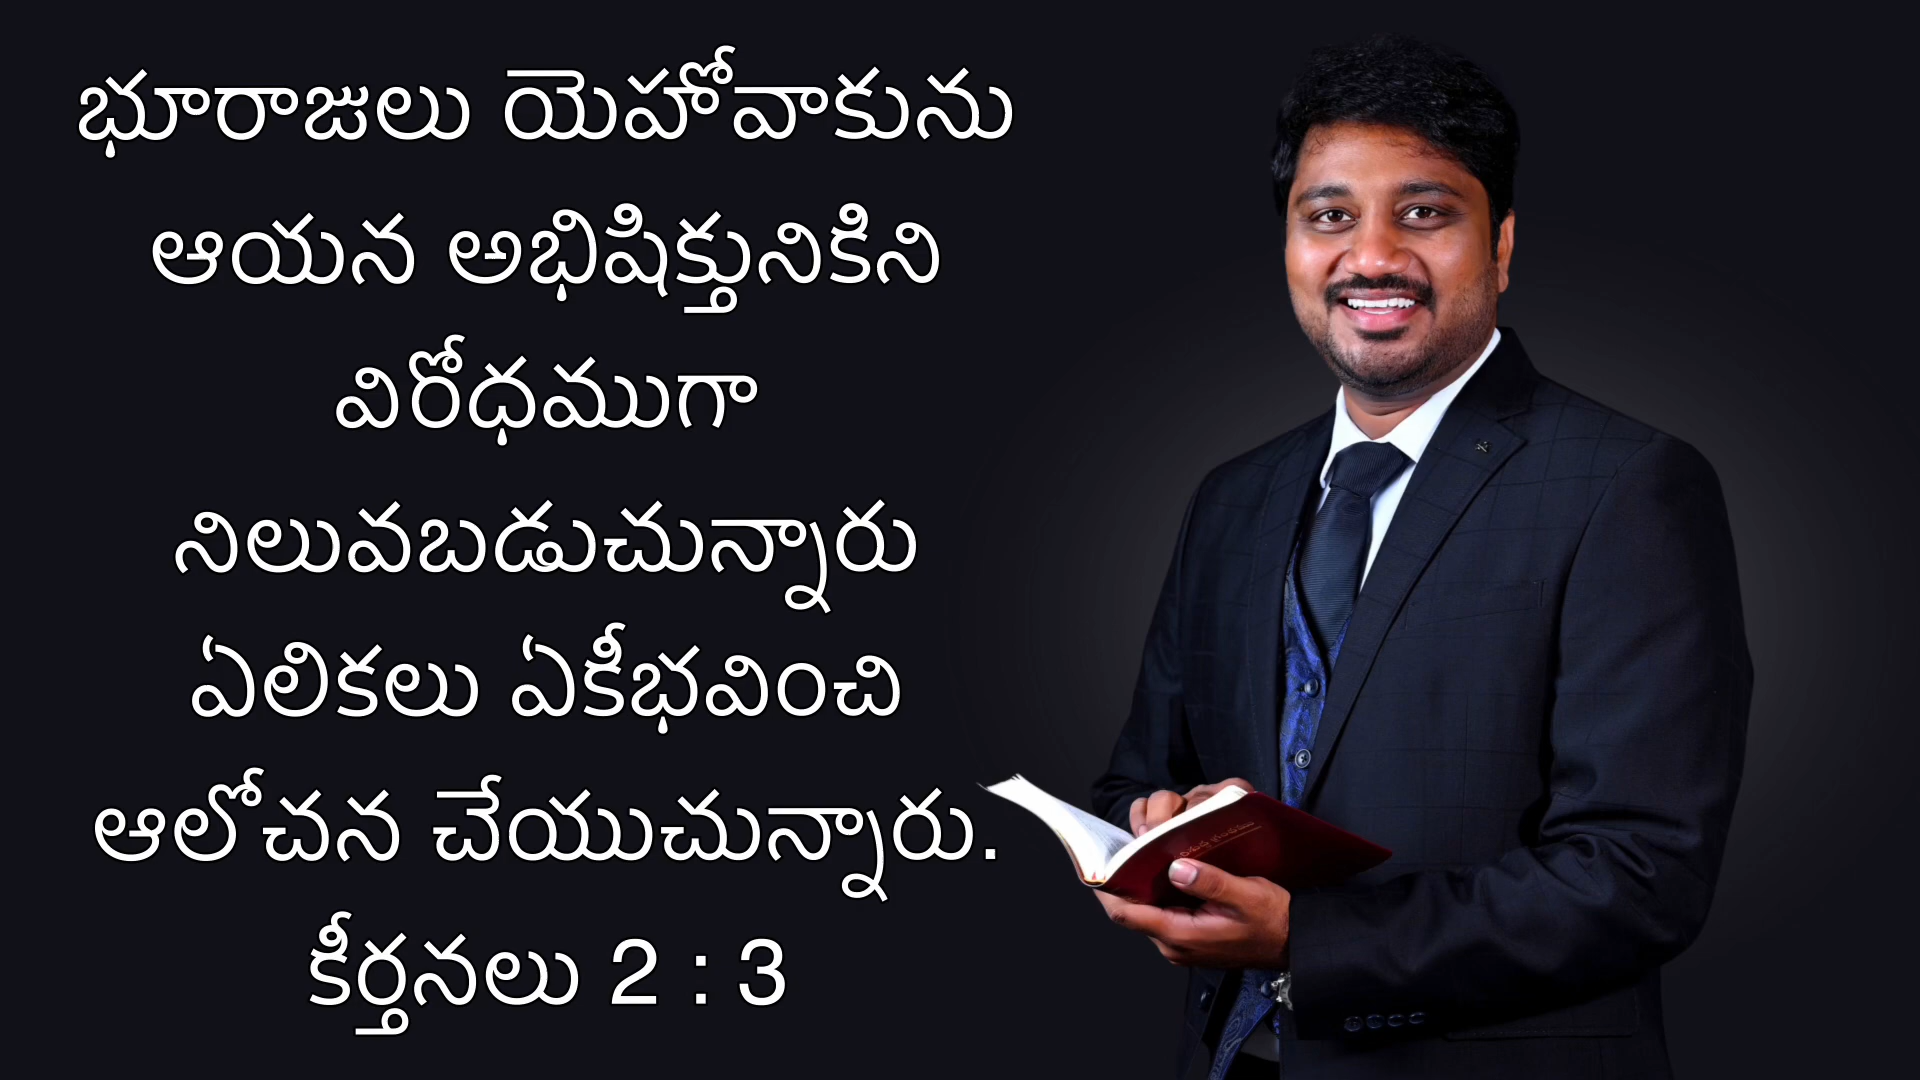 భూరాజులు యెహోవాకును
ఆయన అభిషిక్తునికిని
విరోధముగా
నిలువబడుచున్నారు
ఏలికలు ఏకీభవించి
ఆలోచన చేయుచున్నారు.
కీర్తనలు 2 : 3